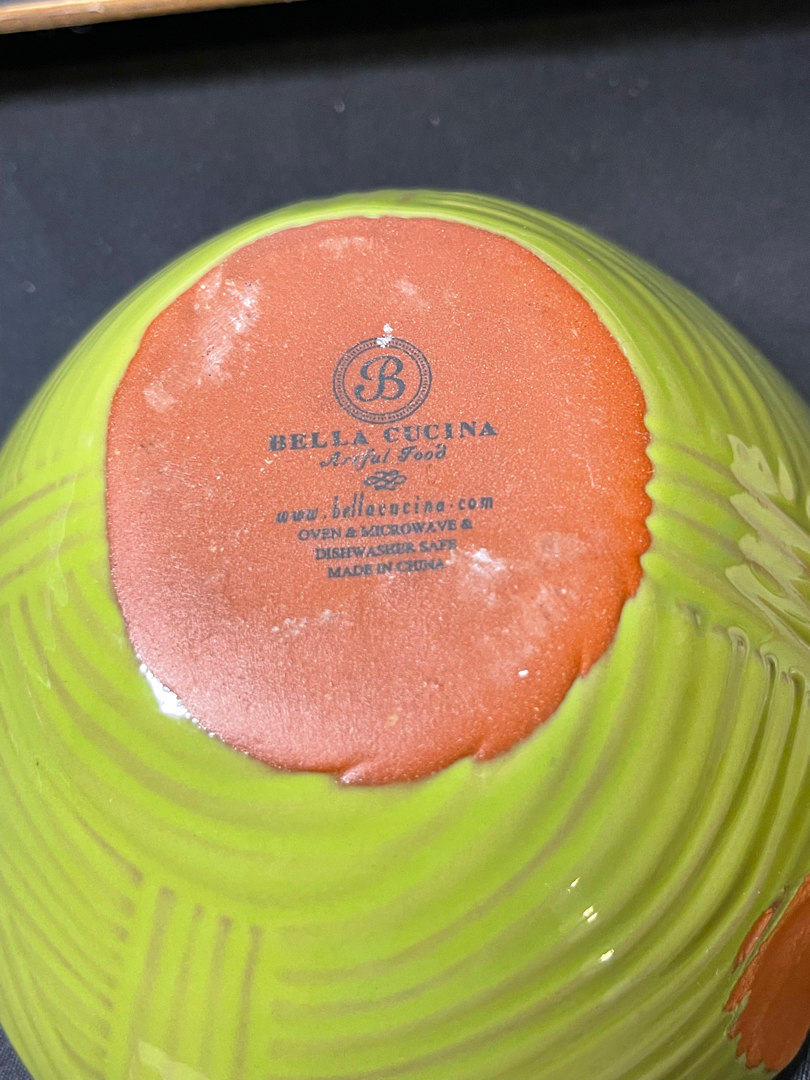 B
BELLA CUCINA
Artful Food
www.bellacucina.com
OVEN & MICROWAVE &
DISHWASHER SAFE
MADE IN CHINA